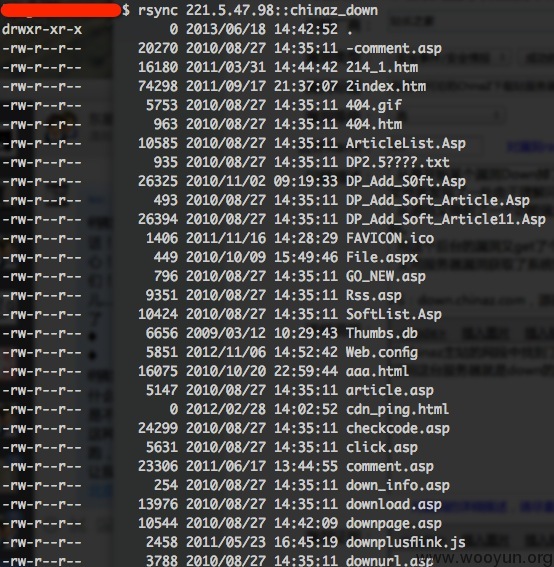 $ rsync 221.5.47.98::chinaz_down
drwxr-xr-x 0 2013/06/18 14:42:52 .
-rw-r--r-- 20270 2010/08/27 14:35:11 -comment.asp
-rw-r--r-- 16180 2011/03/31 14:44:42 214_1.htm
-rw-r--r-- 74298 2011/09/17 21:37:07 2index.htm
-rw-r--r-- 5753 2010/08/27 14:35:11 404.gif
-rw-r--r-- 963 2010/08/27 14:35:11 404.htm
-rw-r--r-- 10585 2010/08/27 14:35:11 ArticleList.Asp
-rw-r--r-- 935 2010/08/27 14:35:11 DP2.5????.txt
-rw-r--r-- 26325 2010/11/02 09:19:33 DP_Add_S0ft.Asp
-rw-r--r-- 493 2010/08/27 14:35:11 DP_Add_Soft_Article.Asp
-rw-r--r-- 26394 2010/08/27 14:35:11 DP_Add_Soft_Article11.Asp
-rw-r--r-- 1406 2011/11/16 14:28:29 FAVICON.ico
-rw-r--r-- 449 2010/10/09 15:49:46 File.aspx
-rw-r--r-- 796 2010/08/27 14:35:11 GO_NEW.asp
-rw-r--r-- 9351 2010/08/27 14:35:11 Rss.asp
-rw-r--r-- 10424 2010/08/27 14:35:11 SoftList.Asp
-rw-r--r-- 6656 2009/03/12 10:29:43 Thumbs.db
-rw-r--r-- 5851 2012/11/06 14:52:42 Web.config
-rw-r--r-- 16075 2010/10/20 22:59:44 aaa.html
-rw-r--r-- 5147 2010/08/27 14:35:11 article.asp
-rw-r--r-- 0 2012/02/28 14:02:52 cdn_ping.html
-rw-r--r-- 24299 2010/08/27 14:35:11 checkcode.asp
-rw-r--r-- 5631 2010/08/27 14:35:11 click.asp
-rw-r--r-- 23306 2011/06/17 13:44:55 comment.asp
-rw-r--r-- 254 2010/08/27 14:35:11 down_info.asp
-rw-r--r-- 13976 2010/08/27 14:35:11 download.asp
-rw-r--r-- 10544 2010/08/27 14:42:09 downpage.asp
-rw-r--r-- 2458 2011/05/23 16:45:19 downplusflink.js
-rw-r--r-- 3788 2010/08/27 14:35:11 downurl.asp
www.wooyun.org